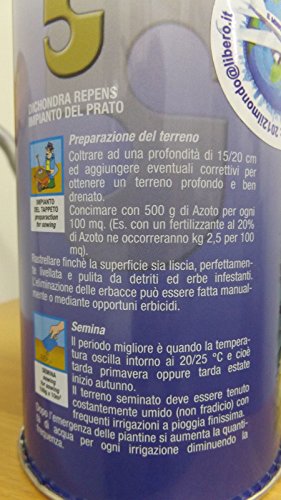 5
DICHONDRA REPENS
IMPIANTO DEL PRATO
2012ilmondo@libero.it
Preparazione del terreno
Coltrare ad una profondità di 15/20 cm
ed aggiungere eventuali correttivi per
ottenere un terreno profondo e ben
drenato.
Concimare con 500 g di Azoto per ogni
100 mq. (Es. con un fertilizzante al 20%
di Azoto ne occorreranno kg 2,5 per 100
mq).
Rastrellare finchè la superficie sia liscia, perfettamen-
te livellata e pulita da detriti ed erbe infestanti.
L'eliminazione delle erbacce può essere fatta manual-
mente o mediante opportuni erbicidi.
IMPIANTO
DEL TAPPETO
preparation
for sowing
Semina
Il periodo migliore è quando la tempera-
tura oscilla intorno ai 20/25 °C e cioè
tarda primavera oppure tarda estate
inizio autunno.
Il terreno seminato deve essere tenuto
costantemente umido (non fradicio) con
frequenti irrigazioni a pioggia finissima.
Dopo l'emergenza delle piantine si aumenta la quanti-
tà di acqua per ogni irrigazione diminuendo la
frequenza.
SEMINA